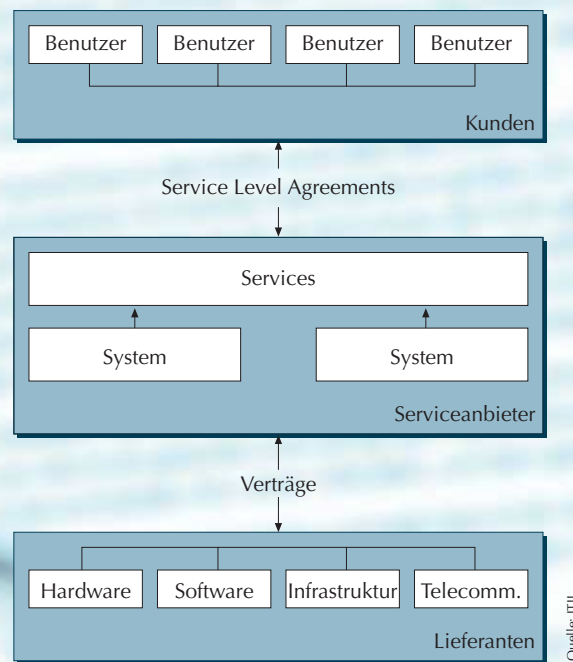 Benutzer Benutzer Benutzer Benutzer
Kunden
Service Level Agreements
Services
System System
Serviceanbieter
Verträge
Hardware Software Infrastruktur Telecomm.
Lieferanten
Quelle: ITIL